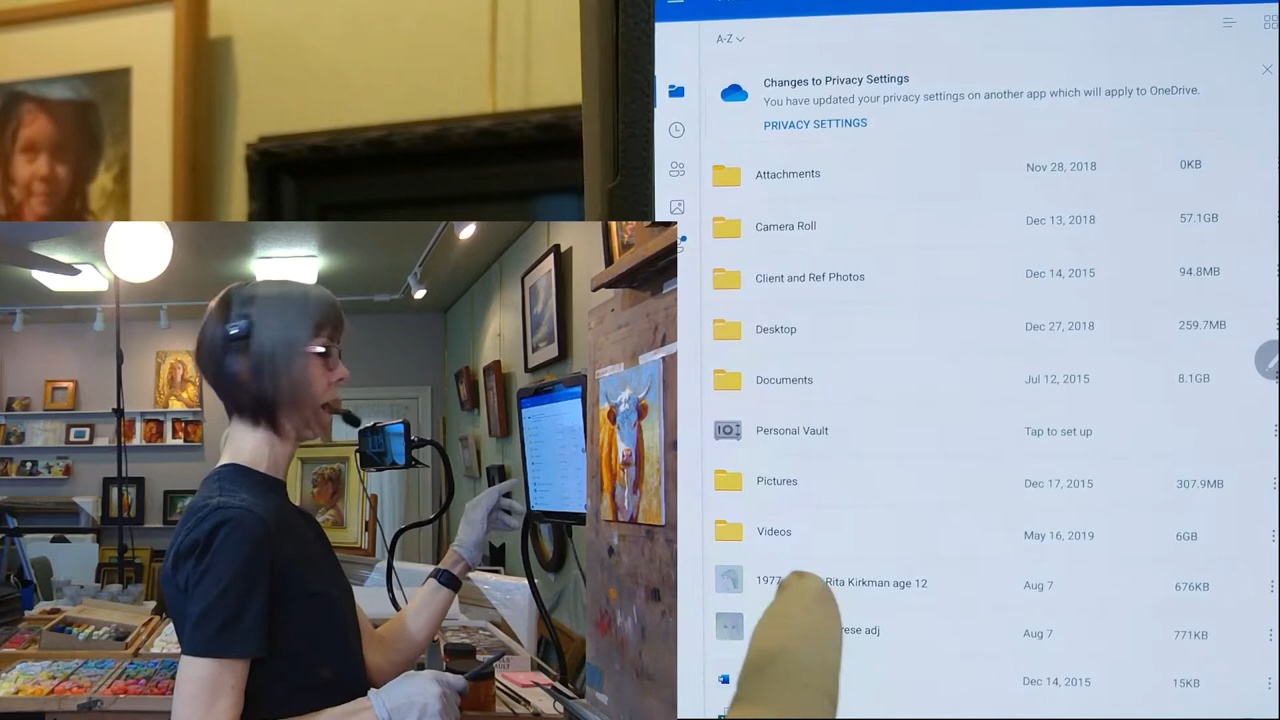 A-Z
Changes to Privacy Settings
You have updated your privacy settings on another app which will apply to OneDrive.
PRIVACY SETTINGS
Attachments Nov 28, 2018 0KB
Camera Roll Dec 13, 2018 57.1GB
Client and Ref Photos Dec 14, 2015 94.8MB
Desktop Dec 27, 2018 259.7MB
Documents Jul 12, 2015 8.1GB
Personal Vault Tap to set up
Pictures Dec 17, 2015 307.9MB
Videos May 16, 2019 6GB
1977 Rita Kirkman age 12 Aug 7 676KB
adj Aug 7 771KB
Dec 14, 2015 15KB